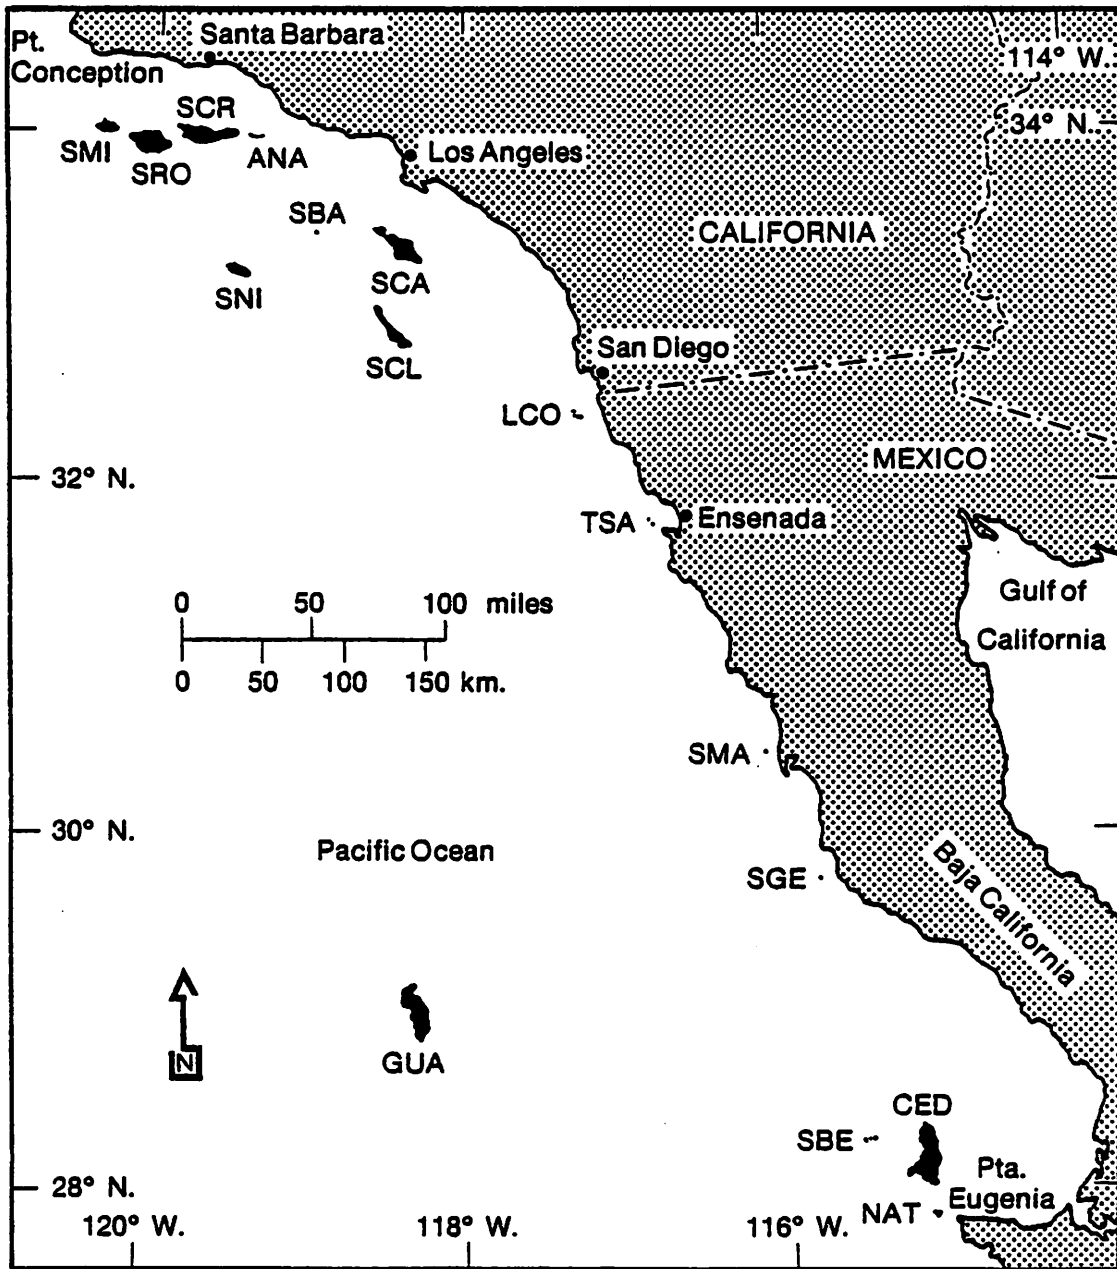 Pt.
Conception
Santa Barbara
114° W.
34° N.
SCR
SMI
SRO
ANA
Los Angeles
SBA
SCA
SNI
CALIFORNIA
SCL
San Diego
LCO
32° N.
MEXICO
TSA
Ensenada
0 50 100 miles
0 50 100 150 km.
Gulf of
California
SMA
30° N.
Pacific Ocean
SGE
Baja California
N
GUA
CED
SBE
Pta.
Eugenia
28° N.
NAT
120° W.
118° W.
116° W.